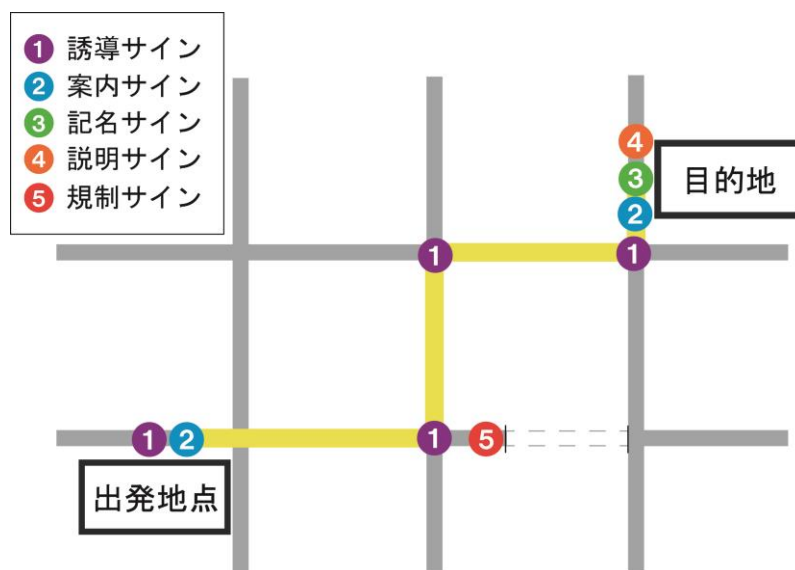 1 誘導サイン
2 案内サイン
3 記名サイン
4 説明サイン
5 規制サイン
4
3
目的地
2
1
1
1
2
1
5
出発地点